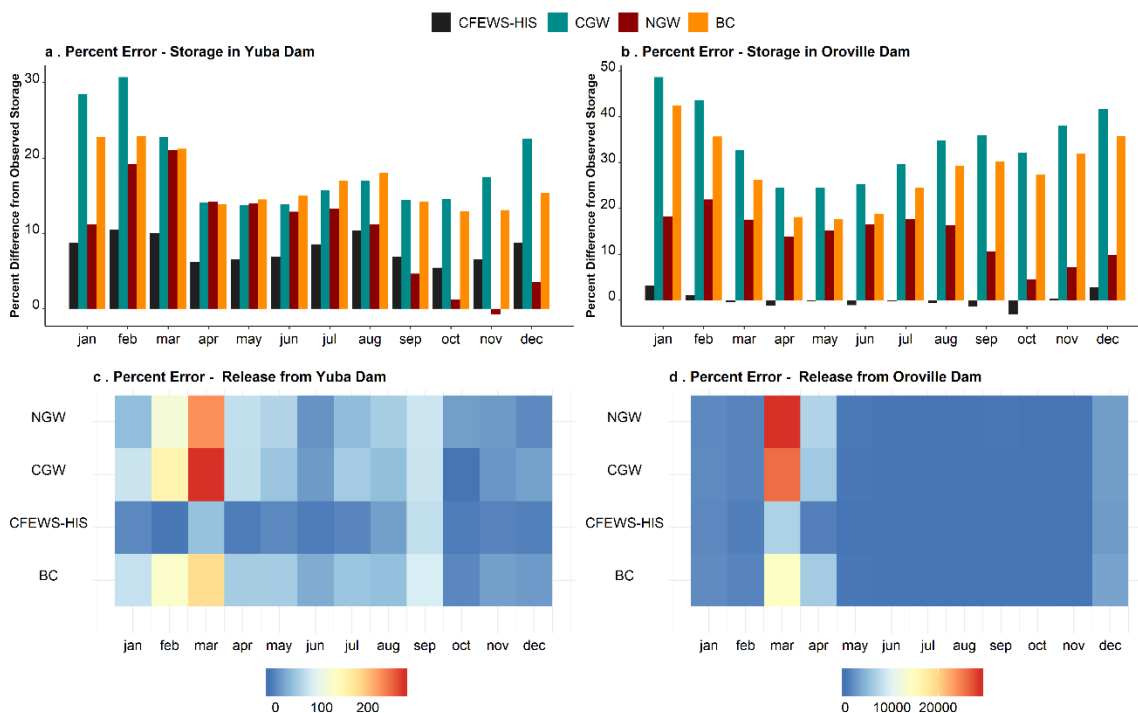 CFEWS-HIS CGW NGW BC
a . Percent Error - Storage in Yuba Dam
Percent Difference from Observed Storage
30
20
10
0
jan feb mar apr may jun jul aug sep oct nov dec
b . Percent Error - Storage in Oroville Dam
Percent Difference from Observed Storage
50
40
30
20
10
0
jan feb mar apr may jun jul aug sep oct nov dec
c . Percent Error -  Release from Yuba Dam
NGW
CGW
CFEWS-HIS
BC
jan feb mar apr may jun jul aug sep oct nov dec
0 100 200
d . Percent Error -  Release from Oroville Dam
NGW
CGW
CFEWS-HIS
BC
jan feb mar apr may jun jul aug sep oct nov dec
0 10000 20000